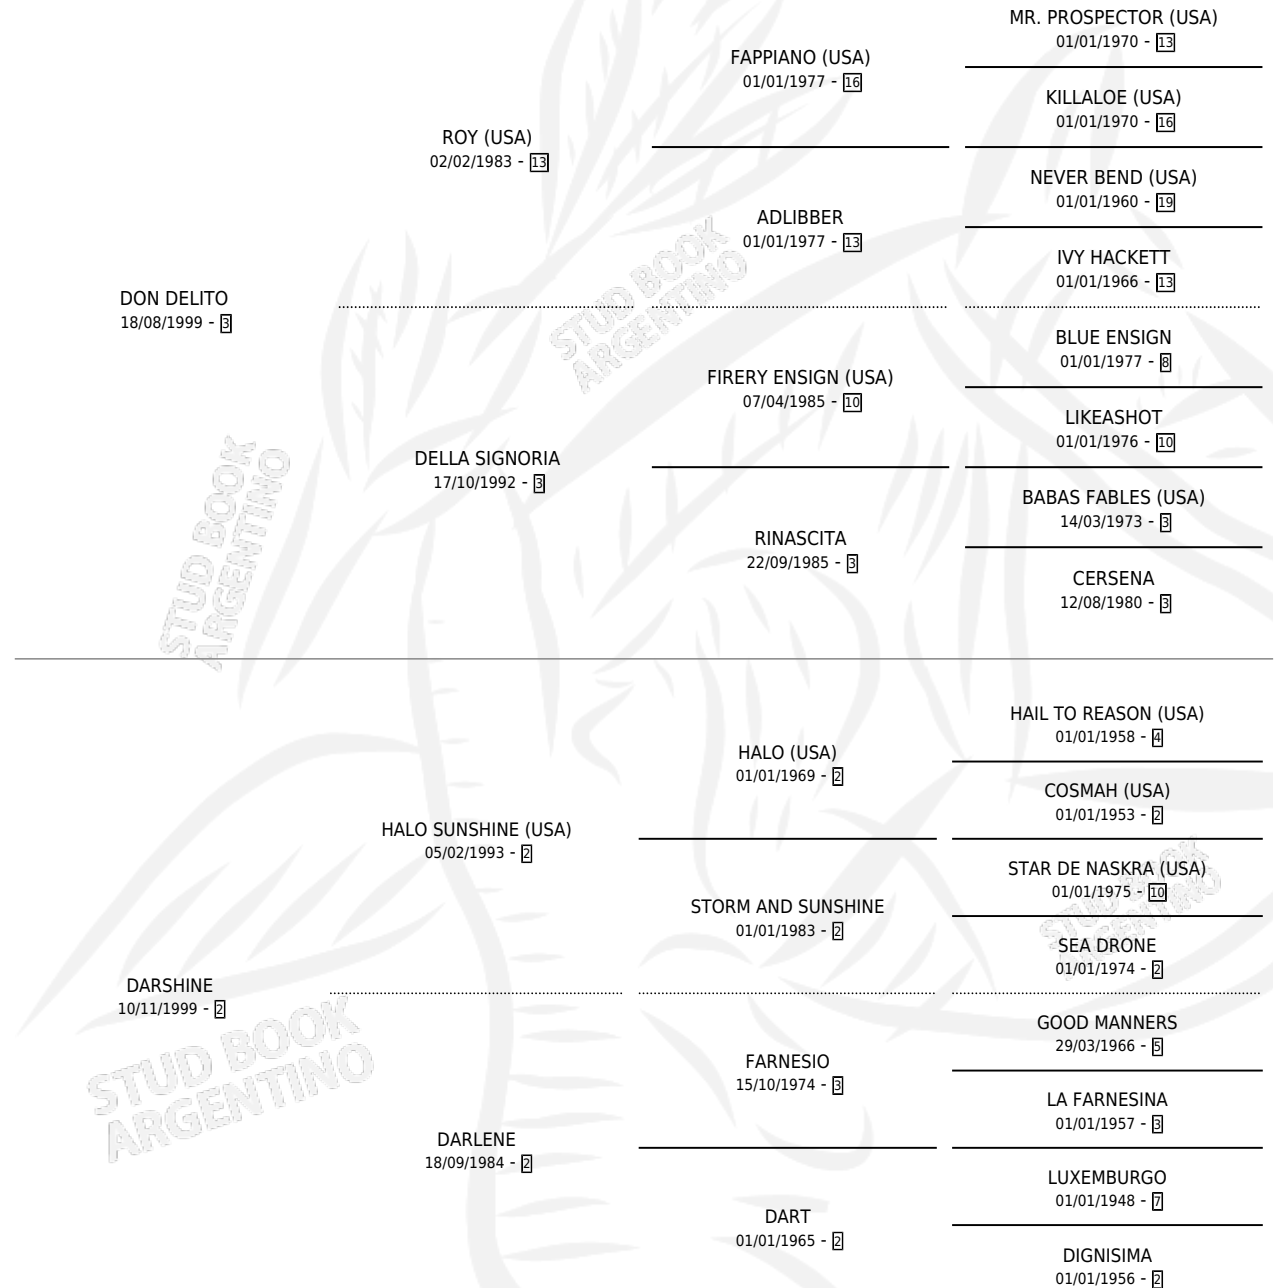 MR. PROSPECTOR (USA)
01/01/1970 - 13
FAPPIANO (USA)
01/01/1977 - 16
KILLALOE (USA)
01/01/1970 - 16
ROY (USA)
02/02/1983 - 13
NEVER BEND (USA)
01/01/1960 - 19
ADLIBBER
01/01/1977 - 13
IVY HACKETT
01/01/1966 - 13
DON DELITO
18/08/1999 - 3
BLUE ENSIGN
01/01/1977 - 8
FIRERY ENSIGN (USA)
07/04/1985 - 10
LIKEASHOT
01/01/1976 - 10
DELLA SIGNORIA
17/10/1992 - 3
BABAS FABLES (USA)
14/03/1973 - 3
RINASCITA
22/09/1985 - 3
CERSENA
12/08/1980 - 3
HAIL TO REASON (USA)
01/01/1958 - 4
HALO (USA)
01/01/1969 - 2
COSMAH (USA)
01/01/1953 - 2
HALO SUNSHINE (USA)
05/02/1993 - 2
STAR DE NASKRA (USA)
01/01/1975 - 10
STORM AND SUNSHINE
01/01/1983 - 2
SEA DRONE
01/01/1974 - 2
DARSHINE
10/11/1999 - 2
GOOD MANNERS
29/03/1966 - 5
FARNESIO
15/10/1974 - 3
LA FARNESINA
01/01/1957 - 3
DARLENE
18/09/1984 - 2
LUXEMBURGO
01/01/1948 - 7
DART
01/01/1965 - 2
DIGNISIMA
01/01/1956 - 2
STUD BOOK
ARGENTINO
STUD BOOK
ARGENTINO
STUD BOOK
ARGENTINO
STUD BOOK
ARGENTINO